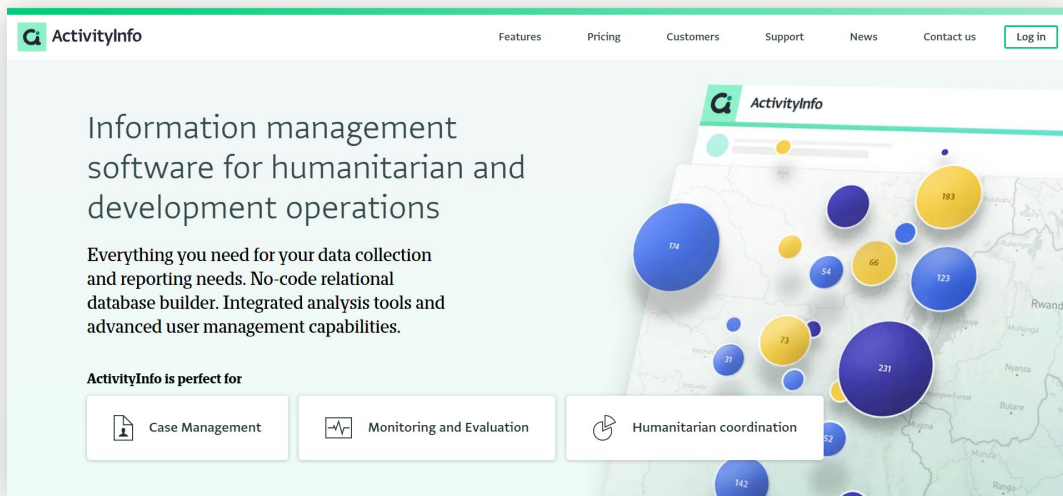 ActivityInfo
Features
Pricing
Customers
Support
News
Contact us
Log in
Information management
software for humanitarian and
development operations
Everything you need for your data collection
and reporting needs. No-code relational
database builder. Integrated analysis tools and
advanced user management capabilities.
ActivityInfo is perfect for
Case Management
Monitoring and Evaluation
Humanitarian coordination
ActivityInfo
183
174
66
54
123
73
31
231
52
142
Rwand
Muhanga
Nyanza
Butare
Rango